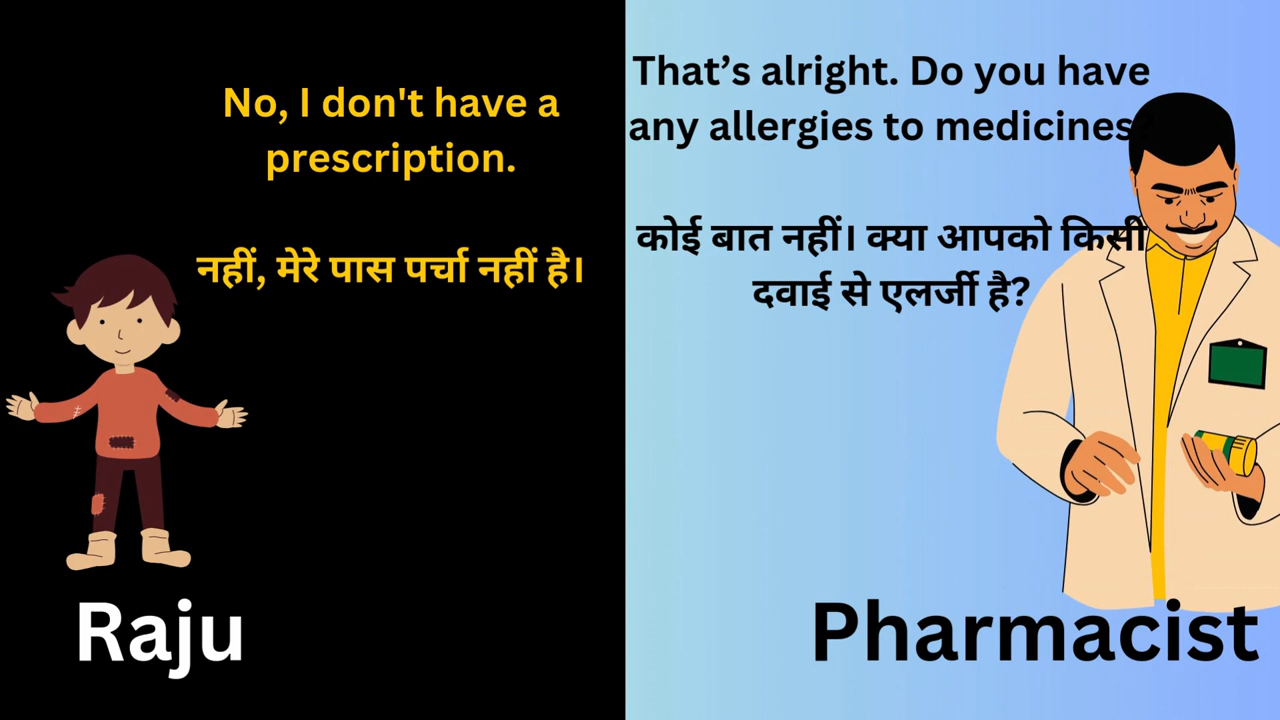 No, I don't have a
prescription.
नहीं, मेरे पास पर्चा नहीं है।
Raju
That's alright. Do you have
any allergies to medicines?
कोई बात नहीं। क्या आपको किसी
दवाई से एलर्जी है?
Pharmacist